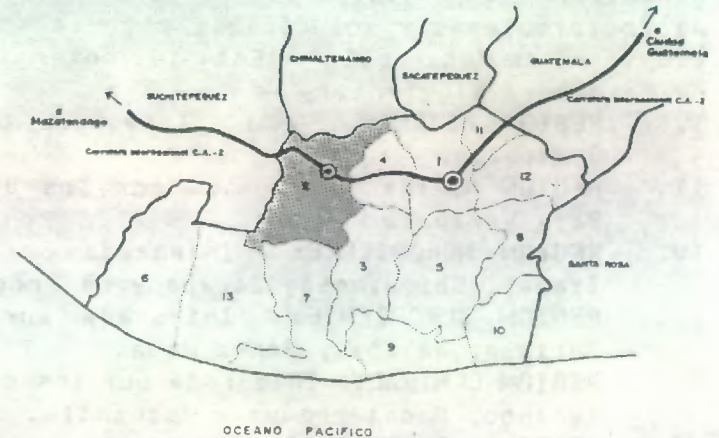 a
Ciudad
Guatemala
CHIMALTENANGO
SACATEPEQUEZ
GUATEMALA
SUCHITEPEQUEZ
a
Mazatenango
Carretera Internacional C.A.-2
Carretera Internacional C.A.-2
11
4
1
12
2
8
3
5
SANTA ROSA
6
13
7
10
9
OCEANO PACIFICO